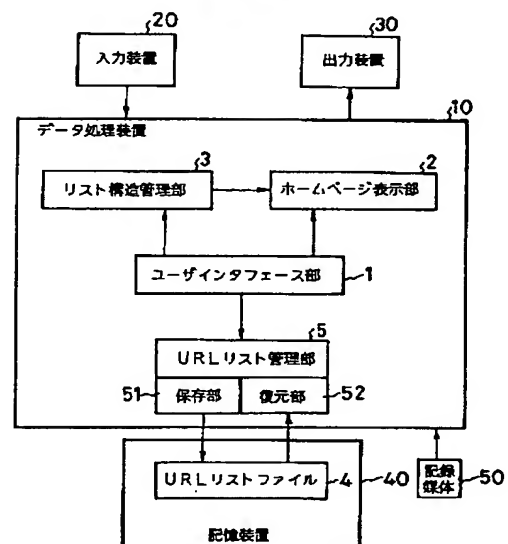 20
30
入力装置
出力装置
10
データ処理装置
3
2
リスト構造管理部
ホームページ表示部
ユーザインタフェース部
1
5
URLリスト管理部
51
保存部
復元部
52
URLリストファイル
4
40
記録
媒体
50
記憶装置